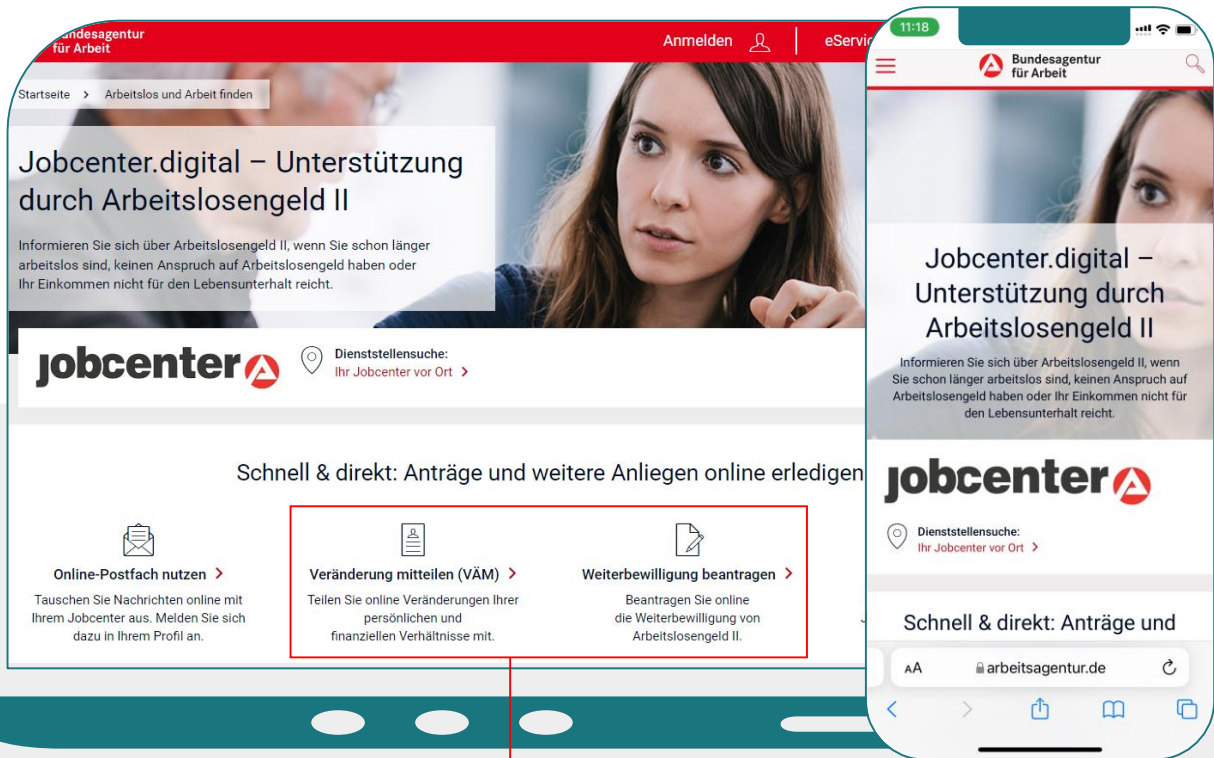 für Arbeit
Anmelden
Startseite > Arbeitslos und Arbeit finden
Jobcenter.digital – Unterstützung
durch Arbeitslosengeld II
Informieren Sie sich über Arbeitslosengeld II, wenn Sie schon länger
arbeitslos sind, keinen Anspruch auf Arbeitslosengeld haben oder
Ihr Einkommen nicht für den Lebensunterhalt reicht.
jobcenter
Dienststellensuche:
Ihr Jobcenter vor Ort >
Schnell & direkt: Anträge und weitere Anliegen online erledigen
Online-Postfach nutzen >
Tauschen Sie Nachrichten online mit
Ihrem Jobcenter aus. Melden Sie sich
dazu in Ihrem Profil an.
Veränderung mitteilen (VÄM) >
Teilen Sie online Veränderungen Ihrer
persönlichen und
finanziellen Verhältnisse mit.
Weiterbewilligung beantragen >
Beantragen Sie online
die Weiterbewilligung von
Arbeitslosengeld II.
11:18
Bundesagentur
für Arbeit
Jobcenter.digital –
Unterstützung durch
Arbeitslosengeld II
Informieren Sie sich über Arbeitslosengeld II, wenn
Sie schon länger arbeitslos sind, keinen Anspruch auf
Arbeitslosengeld haben oder Ihr Einkommen nicht für
den Lebensunterhalt reicht.
jobcenter
Dienststellensuche:
Ihr Jobcenter vor Ort >
Schnell & direkt: Anträge und
AA arbeitsagentur.de